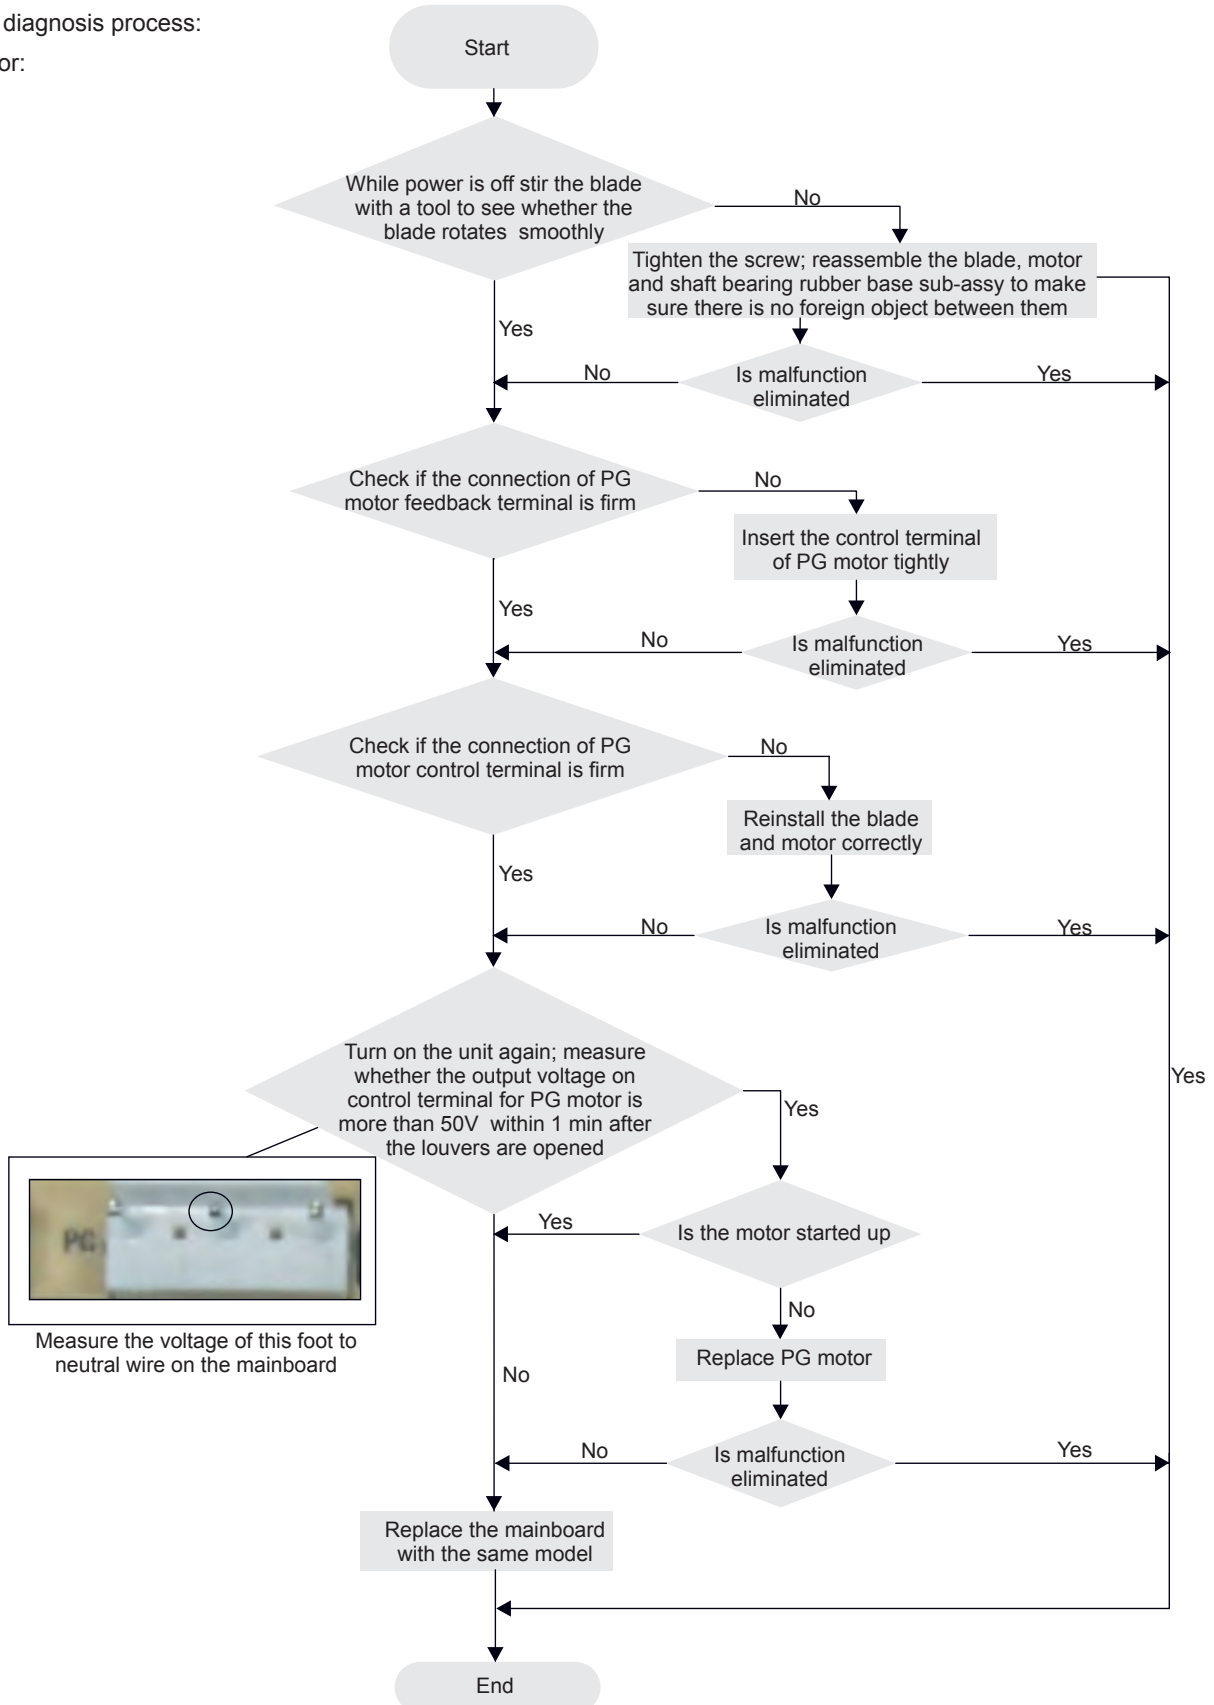 diagnosis process:
or:
Start
While power is off stir the blade
with a tool to see whether the
blade rotates smoothly
No
Tighten the screw; reassemble the blade, motor
and shaft bearing rubber base sub-assy to make
sure there is no foreign object between them
Yes
No
Is malfunction
eliminated
Yes
Check if the connection of PG
motor feedback terminal is firm
No
Insert the control terminal
of PG motor tightly
Yes
No
Is malfunction
eliminated
Yes
Check if the connection of PG
motor control terminal is firm
No
Reinstall the blade
and motor correctly
Yes
No
Is malfunction
eliminated
Yes
Turn on the unit again; measure
whether the output voltage on
control terminal for PG motor is
more than 50V within 1 min after
the louvers are opened
Yes
Yes
PG
Yes
Is the motor started up
No
Measure the voltage of this foot to
neutral wire on the mainboard
Replace PG motor
No
No
Is malfunction
eliminated
Yes
Replace the mainboard
with the same model
End